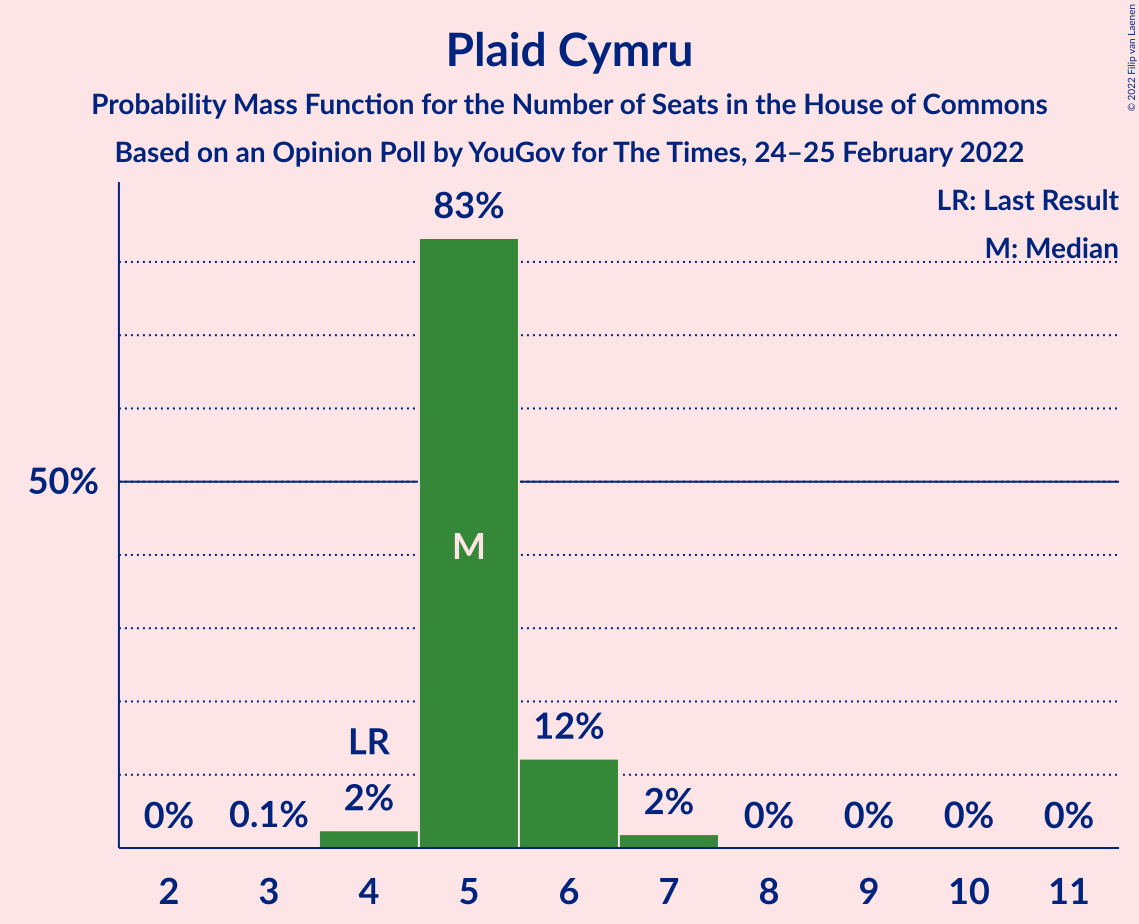 Plaid Cymru
Probability Mass Function for the Number of Seats in the House of Commons
Based on an Opinion Poll by YouGov for The Times, 24–25 February 2022
© 2022 Filip van Laenen
LR: Last Result
M: Median
83%
50%
M
LR
12%
0%
0.1%
2%
2%
0%
0%
0%
0%
2 3 4 5 6 7 8 9 10 11